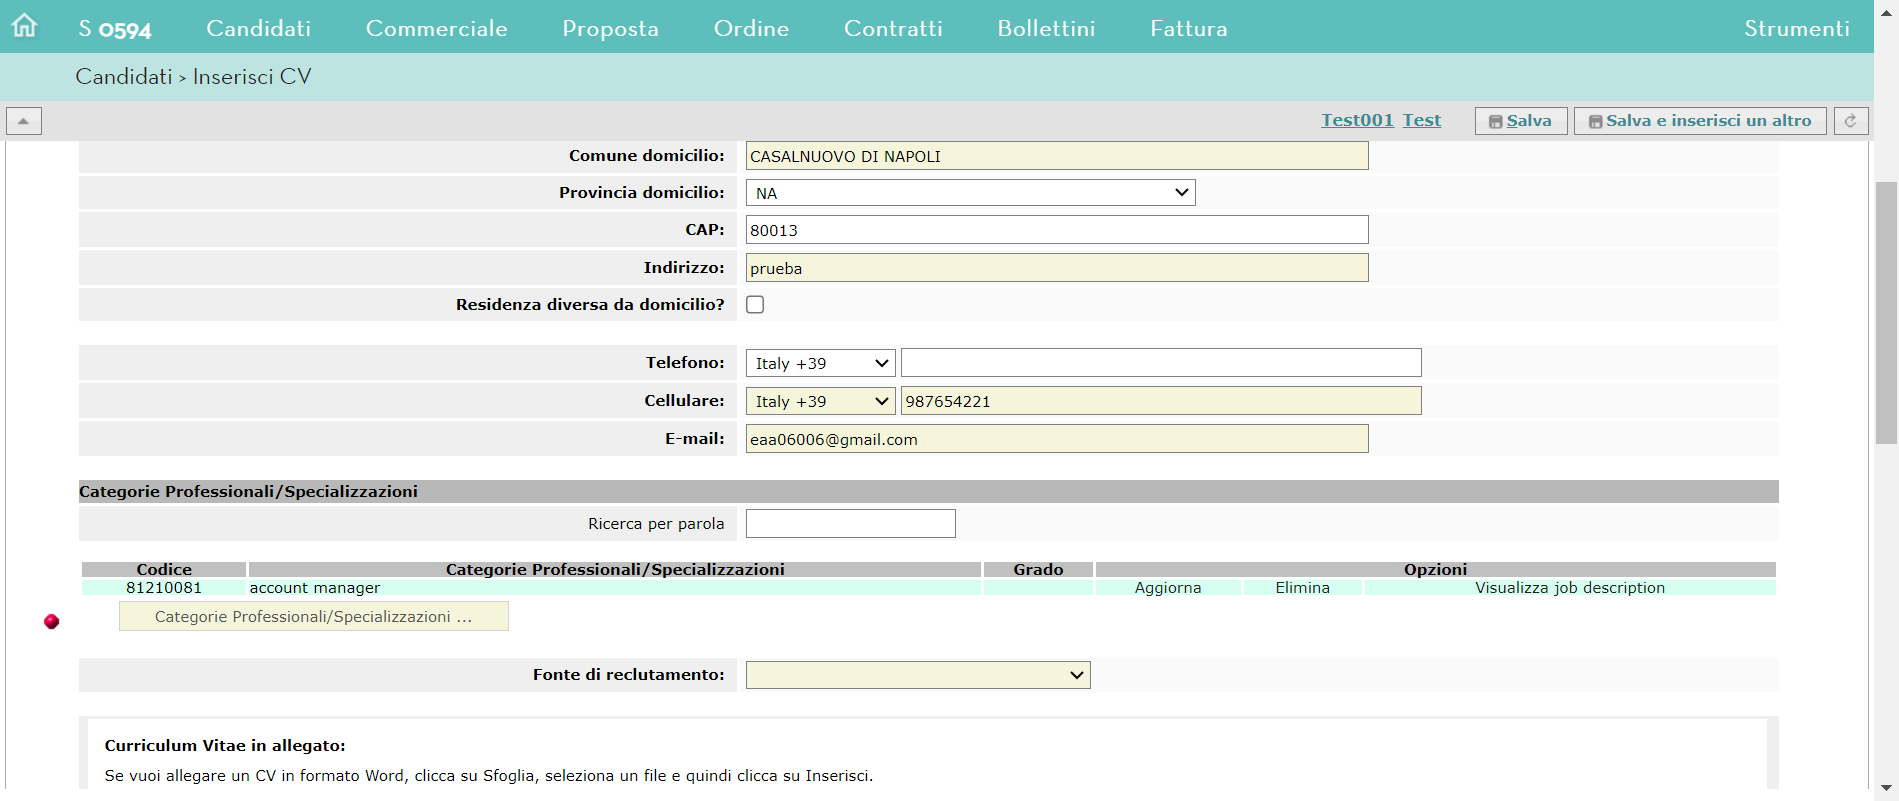 S 0594 Candidati Commerciale Proposta Ordine Contratti Bollettini Fattura Strumenti
Candidati > Inserisci CV
Test001 Test Salva Salva e inserisci un altro
Comune domicilio: CASALNUOVO DI NAPOLI
Provincia domicilio: NA
CAP: 80013
Indirizzo: prueba
Residenza diversa da domicilio?
Telefono: Italy +39
Cellulare: Italy +39 987654221
E-mail: eaa06006@gmail.com
Categorie Professionali/Specializzazioni
Ricerca per parola
Codice Categorie Professionali/Specializzazioni Grado Opzioni
81210081 account manager Aggiorna Elimina Visualizza job description
Categorie Professionali/Specializzazioni ...
Fonte di reclutamento:
Curriculum Vitae in allegato:
Se vuoi allegare un CV in formato Word, clicca su Sfoglia, seleziona un file e quindi clicca su Inserisci.